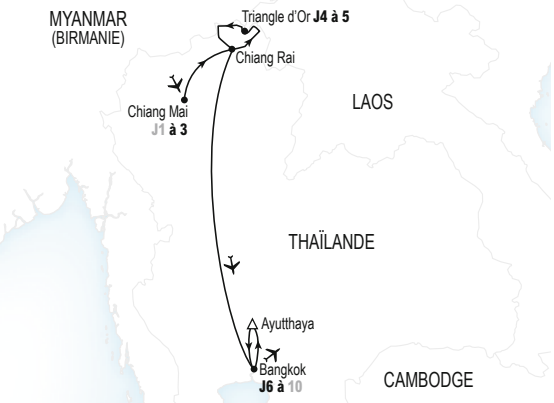 MYANMAR
(BIRMANIE)
Triangle d'Or J4 à 5
Chiang Rai
Chiang Mai
J1 à 3
LAOS
THAÏLANDE
Ayutthaya
Bangkok
J6 à 10
CAMBODGE